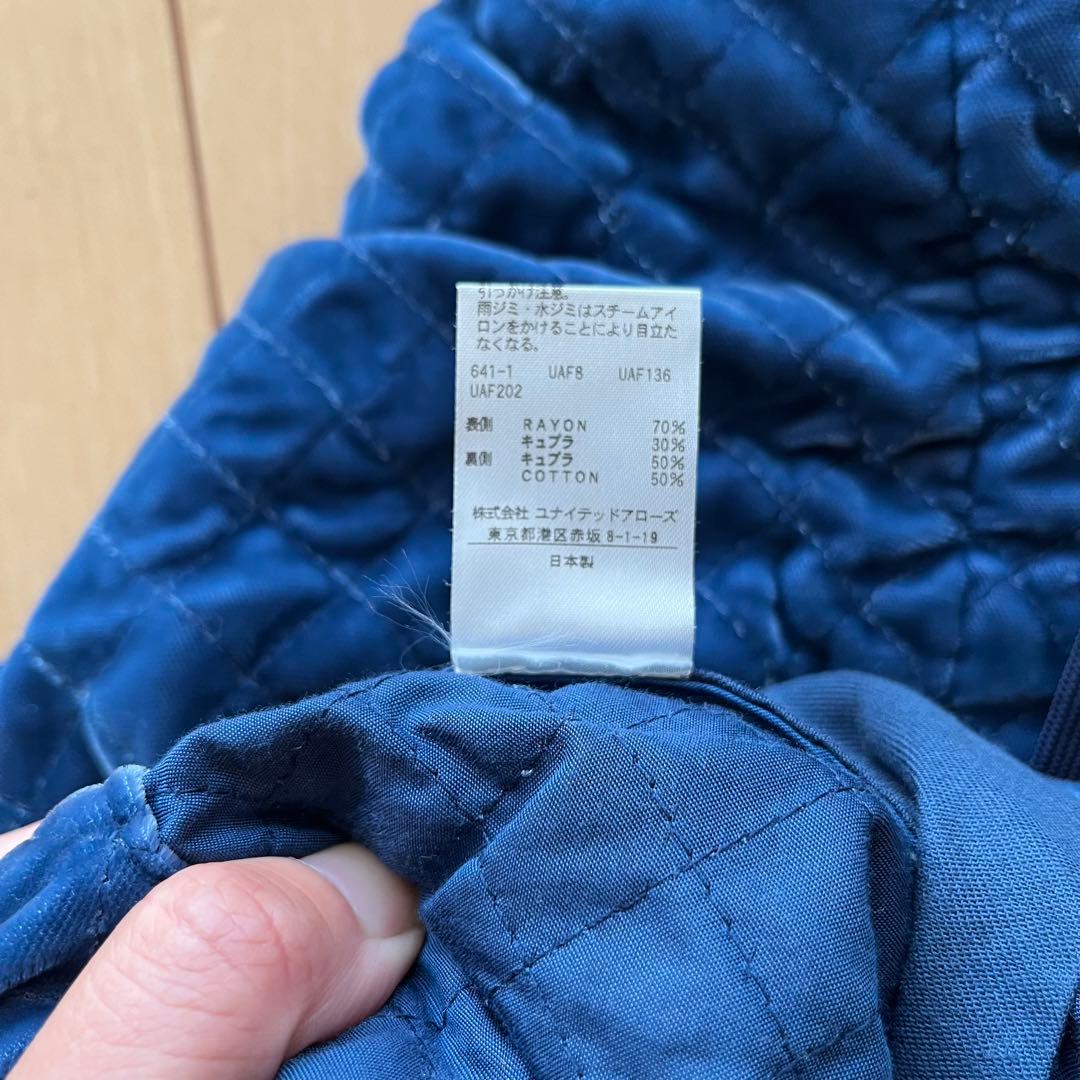 引っかけ注意。
雨ジミ・水ジミはスチームアイ
ロンをかけることにより目立た
なくなる。
641-1 UAF8 UAF136
UAF202
表側 RAYON 70%
キュプラ 30%
裏側 キュプラ 50%
COTTON 50%
株式会社 ユナイテッドアローズ
東京都港区赤坂 8-1-19
日本製